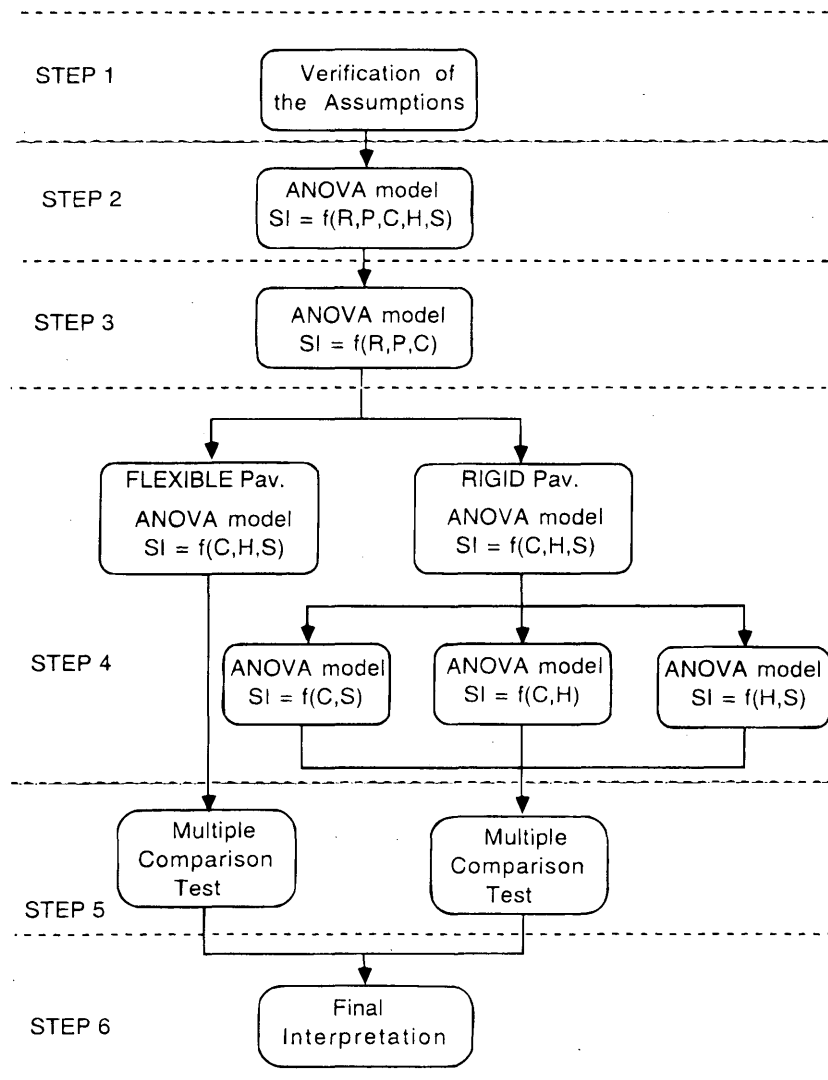 STEP 1
Verification of
the Assumptions
STEP 2
ANOVA model
SI = f(R,P,C,H,S)
STEP 3
ANOVA model
SI = f(R,P,C)
FLEXIBLE Pav.
ANOVA model
SI = f(C,H,S)
RIGID Pav.
ANOVA model
SI = f(C,H,S)
STEP 4
ANOVA model
SI = f(C,S)
ANOVA model
SI = f(C,H)
ANOVA model
SI = f(H,S)
Multiple
Comparison
Test
Multiple
Comparison
Test
STEP 5
Final
Interpretation
STEP 6